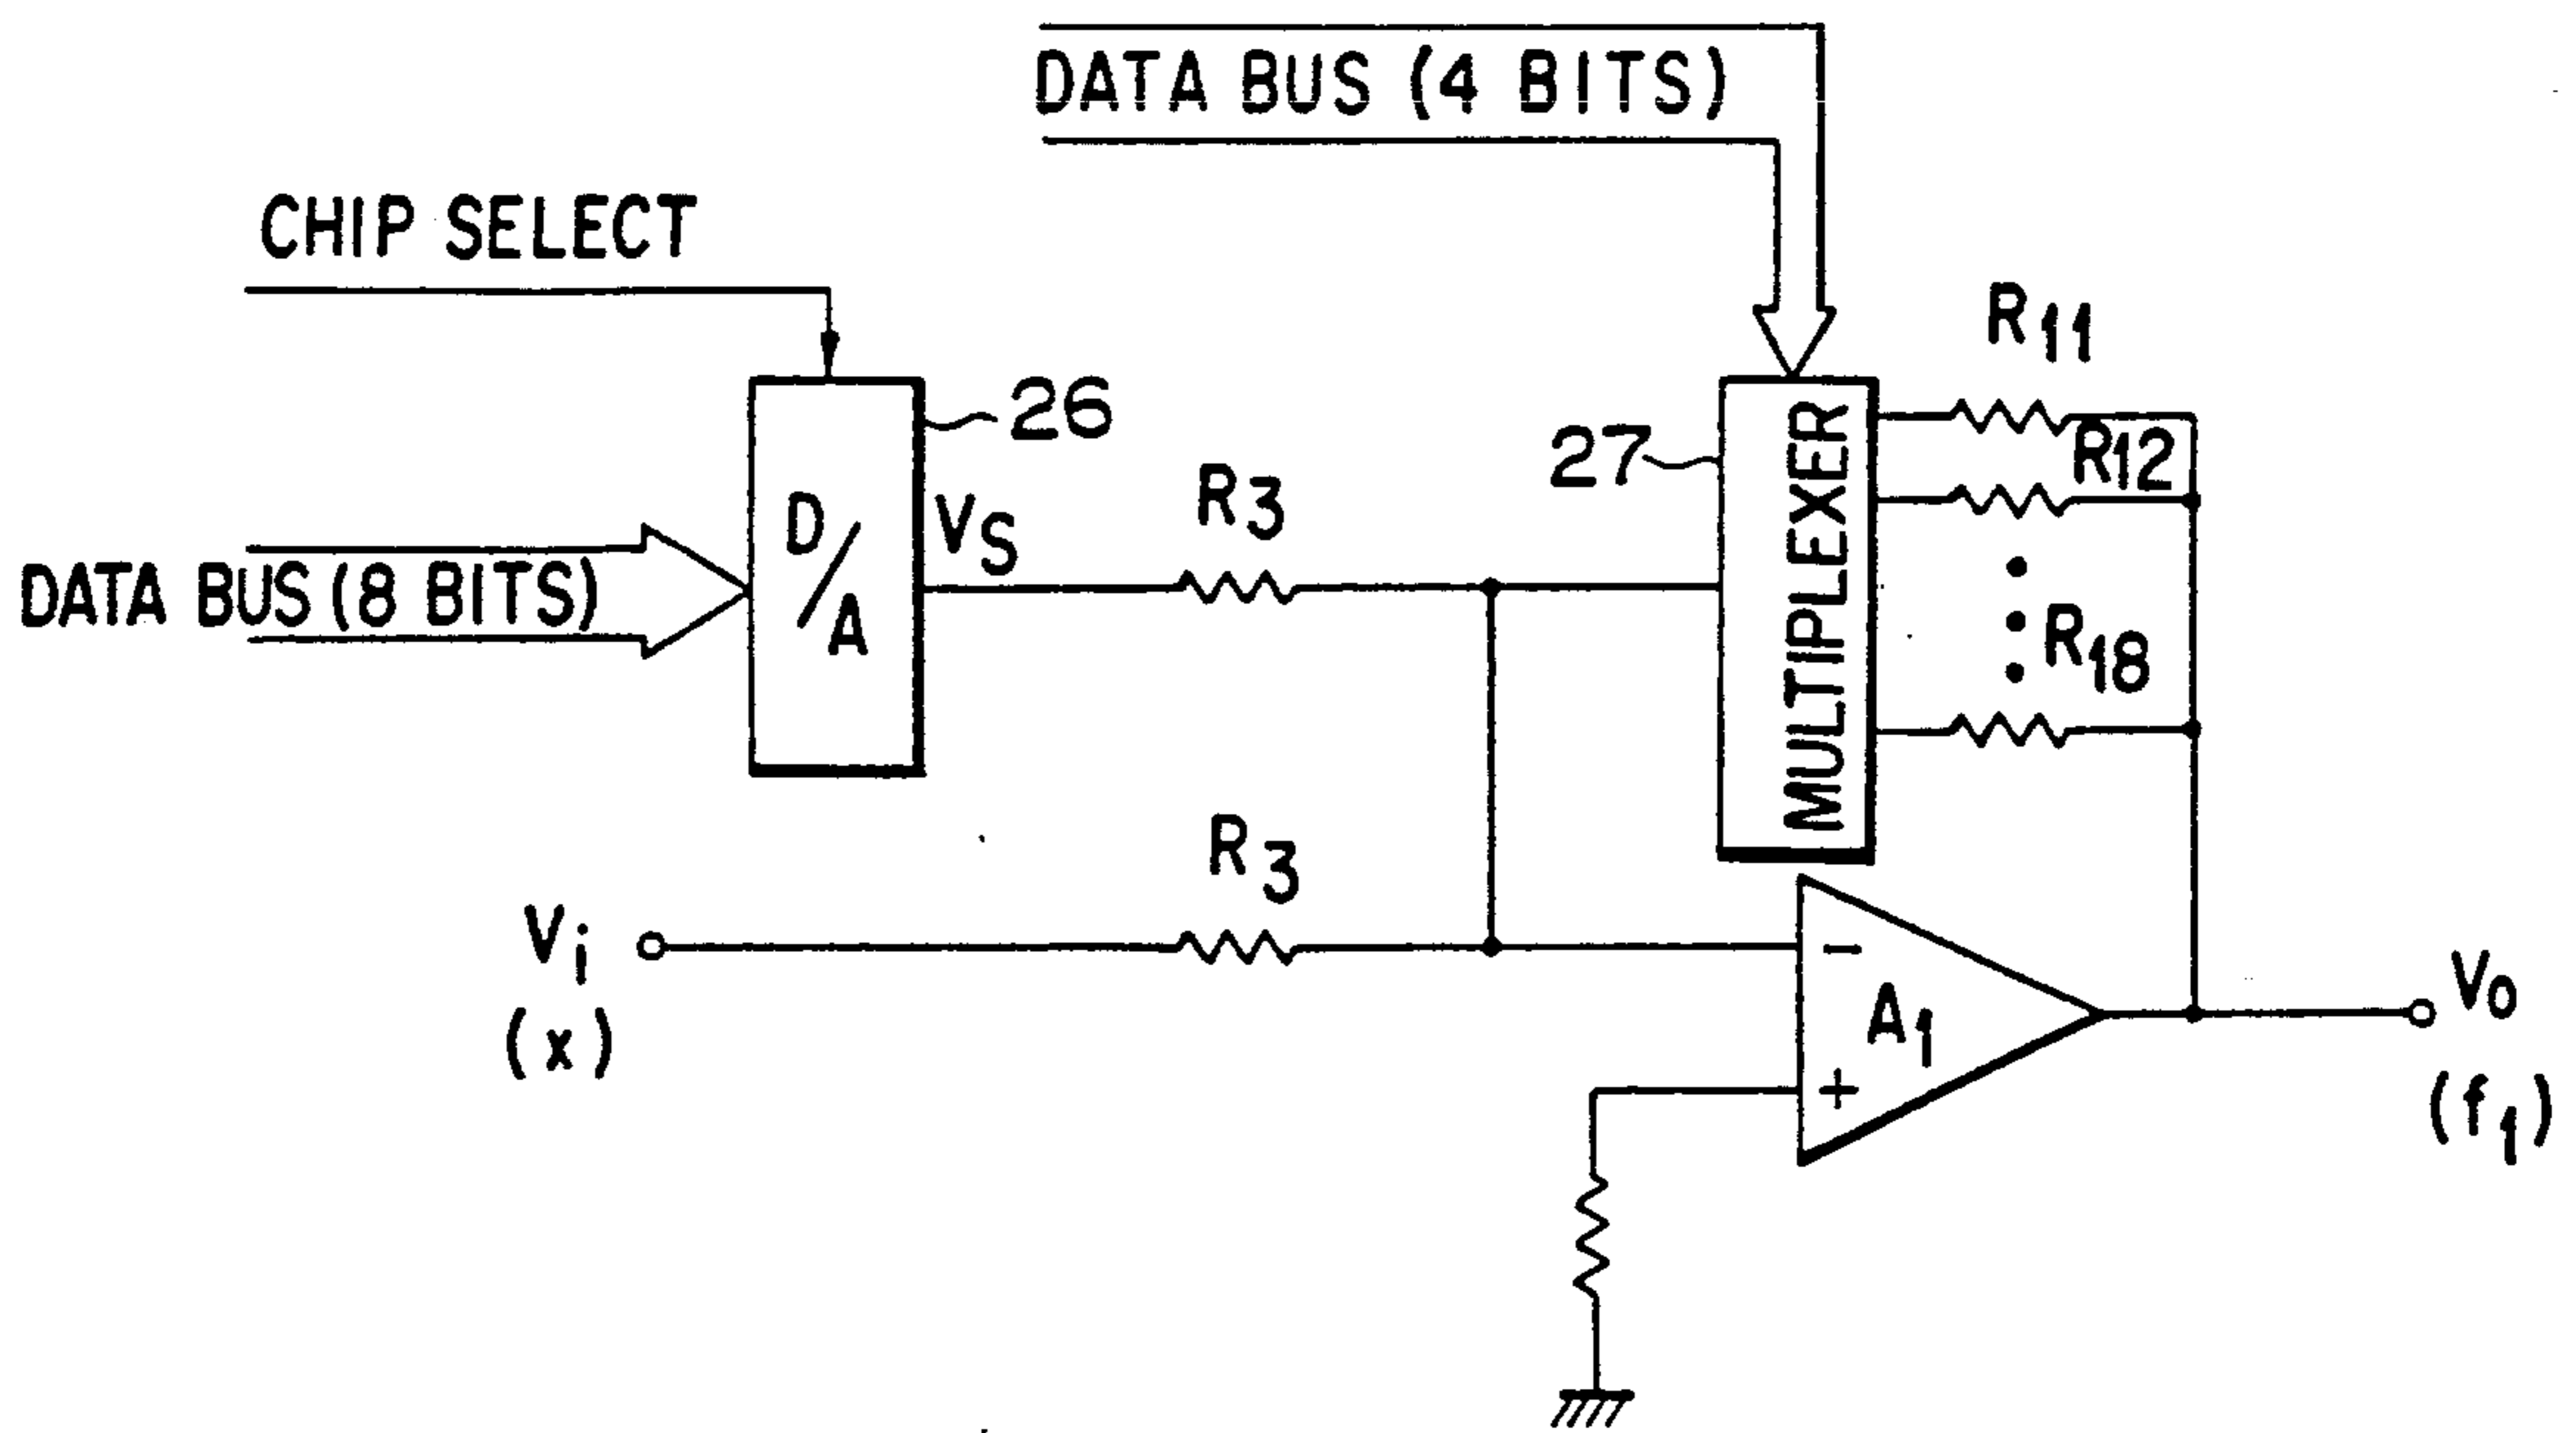 DATA BUS (4 BITS)
CHIP SELECT
R11
26
R12
27
D/A
VS
R3
DATA BUS (8 BITS)
MULTIPLEXER
R18
R3
Vi
(x)
-
A1
Vo
+
(f1)